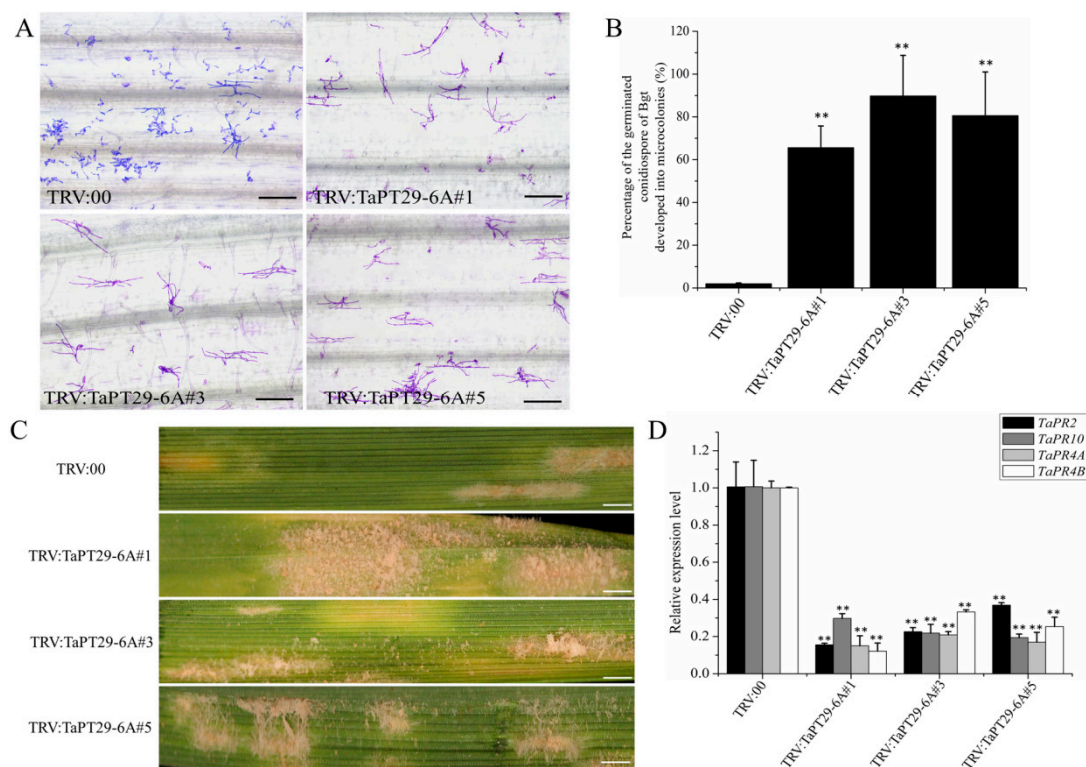 A
TRV:00
TRV:TaPT29-6A#1
TRV:TaPT29-6A#3
TRV:TaPT29-6A#5
B
Percentage of the germinated
conidiospore of Bgt
developed into microcolonies (%)
120
100
80
60
40
20
0
**
**
**
TRV:00
TRV:TaPT29-6A#1
TRV:TaPT29-6A#3
TRV:TaPT29-6A#5
C
TRV:00
TRV:TaPT29-6A#1
TRV:TaPT29-6A#3
TRV:TaPT29-6A#5
D
TaPR2
TaPR10
TaPR4A
TaPR4B
Relative expression level
1.2
1.0
0.8
0.6
0.4
0.2
0.0
** ** ** **
** ** ** **
** ** ** **
TRV:00
TRV:TaPT29-6A#1
TRV:TaPT29-6A#3
TRV:TaPT29-6A#5